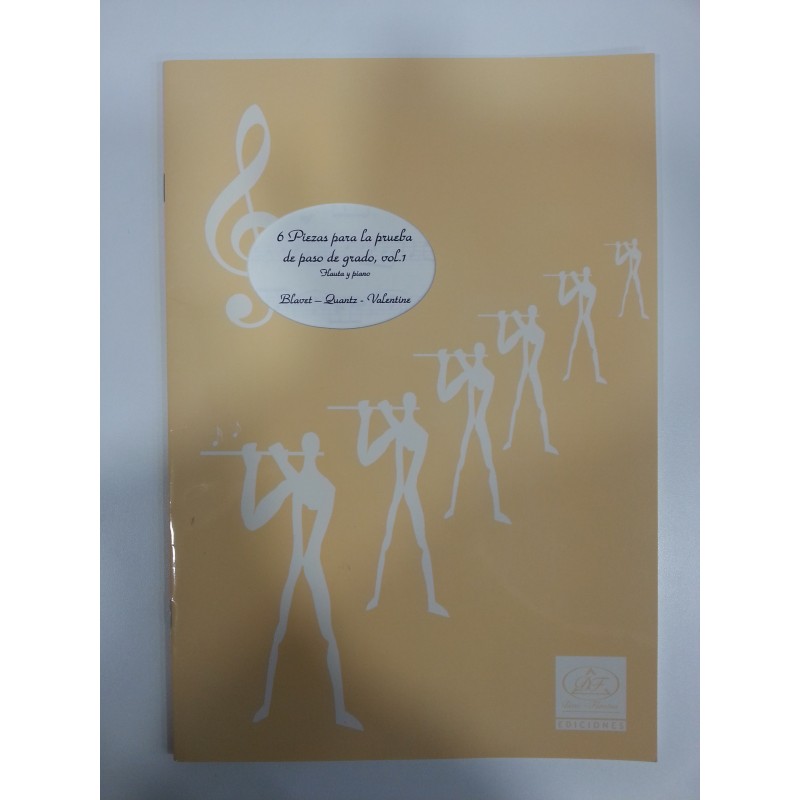 6 Piezas para la prueba
de paso de grado, vol.1
Flauta y piano
Blavet – Quantz - Valentine
EDICIONES